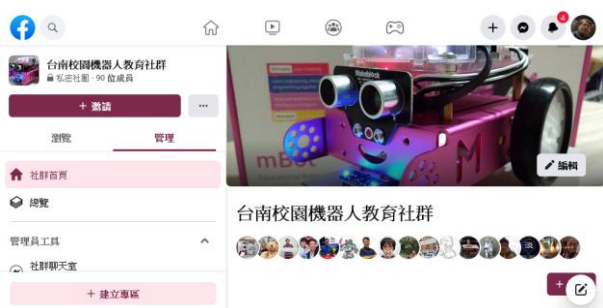 4
台南校園機器人教育社群
私密社團 · 90 位成員
+ 邀請
瀏覽
管理
社群首頁
總覽
管理員工具
社群聊天室
+ 建立專區
Makeblock
mBot
編輯
台南校園機器人教育社群